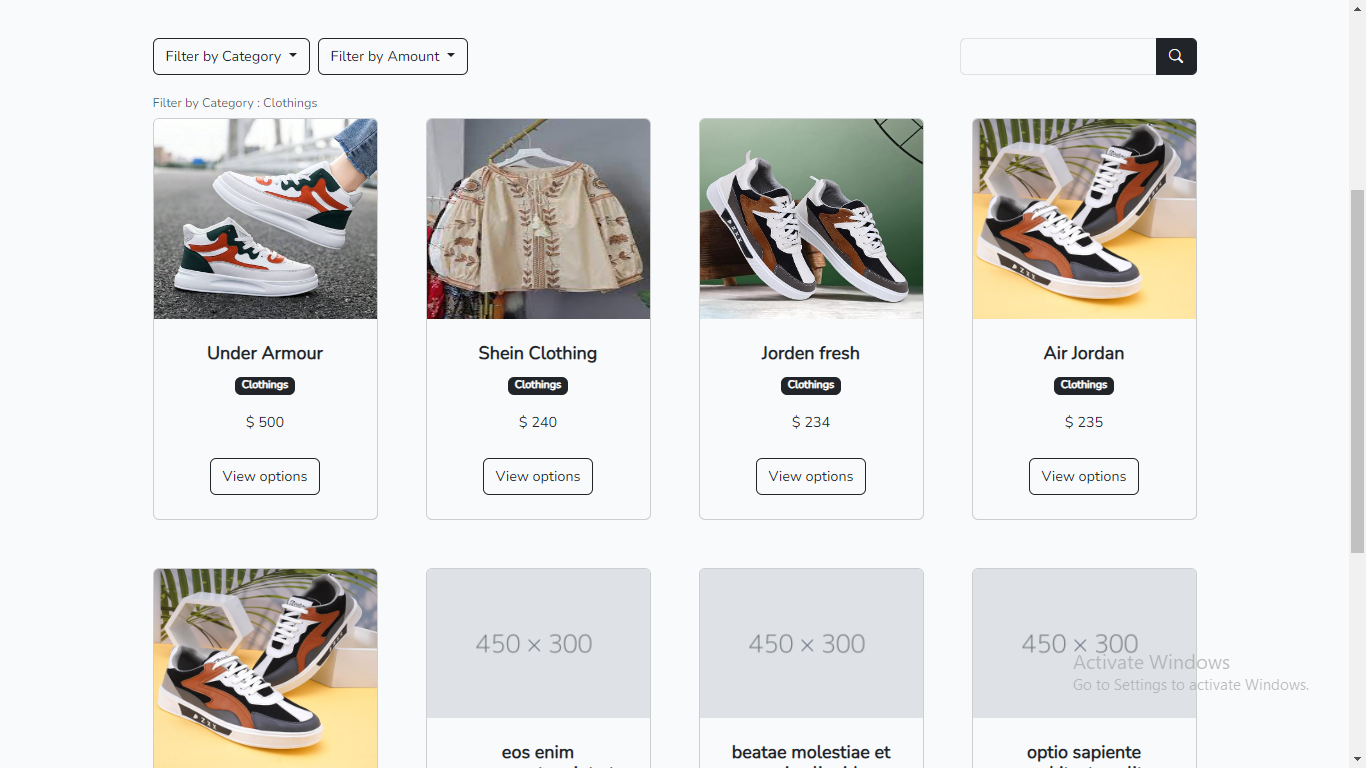 Filter by Category
Filter by Amount
Filter by Category : Clothings
Under Armour
Shein Clothing
Jorden fresh
Air Jordan
Clothings
Clothings
Clothings
Clothings
$ 500
$ 240
$ 234
$ 235
View options
View options
View options
View options
450 × 300
450 × 300
450 × 300
Activate Windows
Go to Settings to activate Windows.
eos enim
beatae molestiae et
optio sapiente